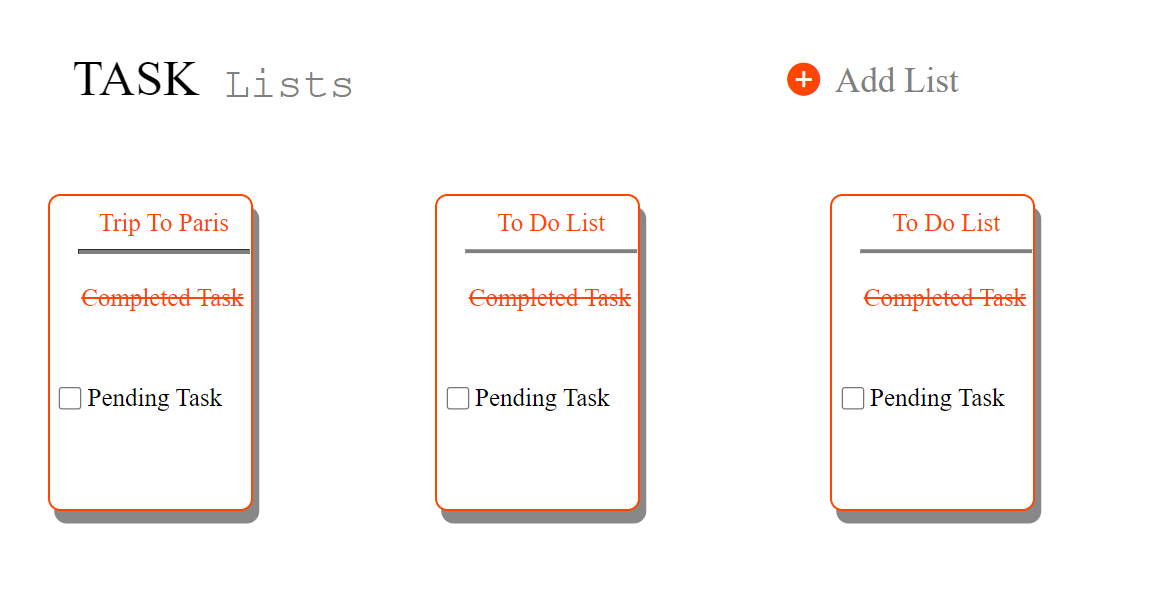 TASK Lists
Add List
Trip To Paris
Completed Task
Pending Task
To Do List
Completed Task
Pending Task
To Do List
Completed Task
Pending Task